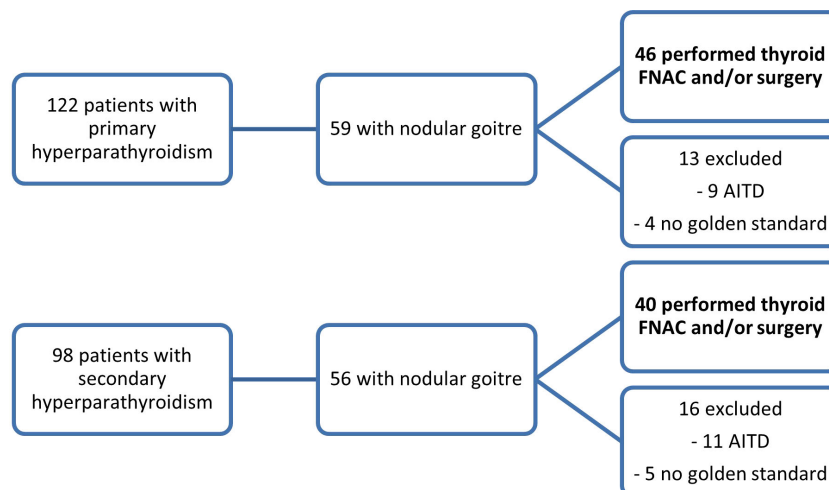 122 patients with
primary
hyperparathyroidism
59 with nodular goitre
46 performed thyroid
FNAC and/or surgery
13 excluded
- 9 AITD
- 4 no golden standard
98 patients with
secondary
hyperparathyroidism
56 with nodular goitre
40 performed thyroid
FNAC and/or surgery
16 excluded
- 11 AITD
- 5 no golden standard